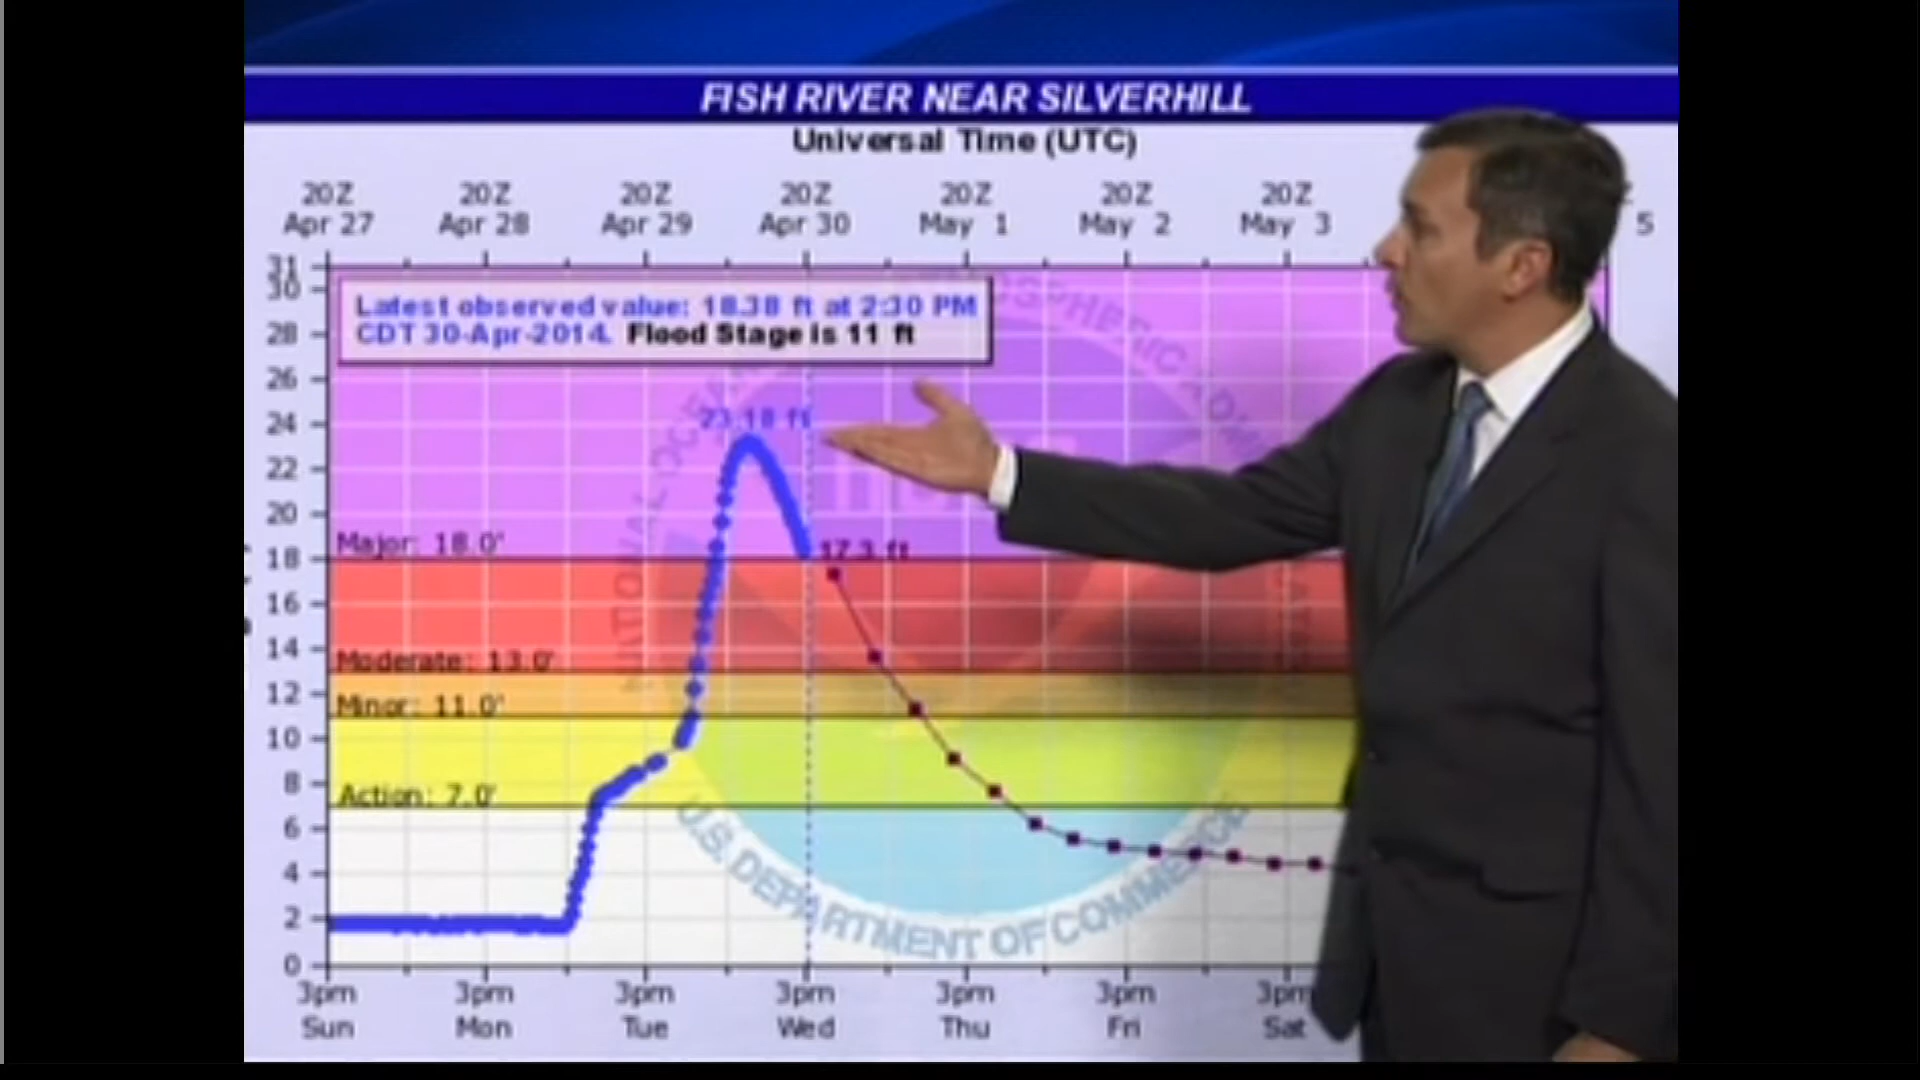 FISH RIVER NEAR SILVERHILL
Universal Time (UTC)
20Z 20Z 20Z 20Z 20Z 20Z 20Z
Apr 27 Apr 28 Apr 29 Apr 30 May 1 May 2 May 3 5
31
30
28
26
24
22
20
18
16
14
12
10
8
6
4
2
0
Latest observed value: 18.38 ft at 2:30 PM
CDT 30-Apr-2014. Flood Stage is 11 ft
23.18 ft
17.3 ft
Major: 18.0'
Moderate: 13.0'
Minor: 11.0'
Action: 7.0'
NATIONAL OCEAN
OSPHERIC ADMIN
U.S. DEPARTMENT OF COMMERCE
3pm 3pm 3pm 3pm 3pm 3pm 3pm
Sun Mon Tue Wed Thu Fri Sat